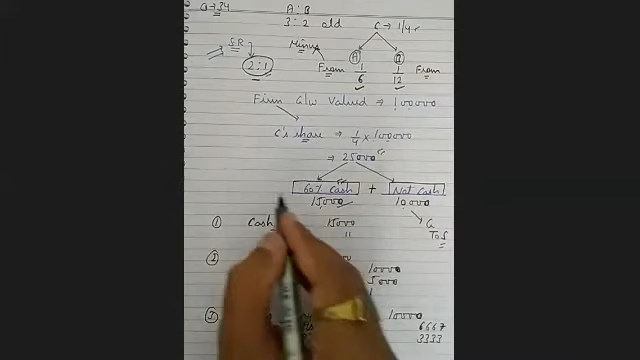 Q → 34 A : B
3 : 2 old C → 1/4
SR Minus A B
2 : 1 From 1/6 1/12 From
Firm G/w Valued ⇒ 100000
C's share ⇒ 1/4 x 100000
⇒ 25000
60% Cash + Not Cash
15000 10000
① Cash 15000 G
To S
②
10000
5000
③ 10000
6667
3333